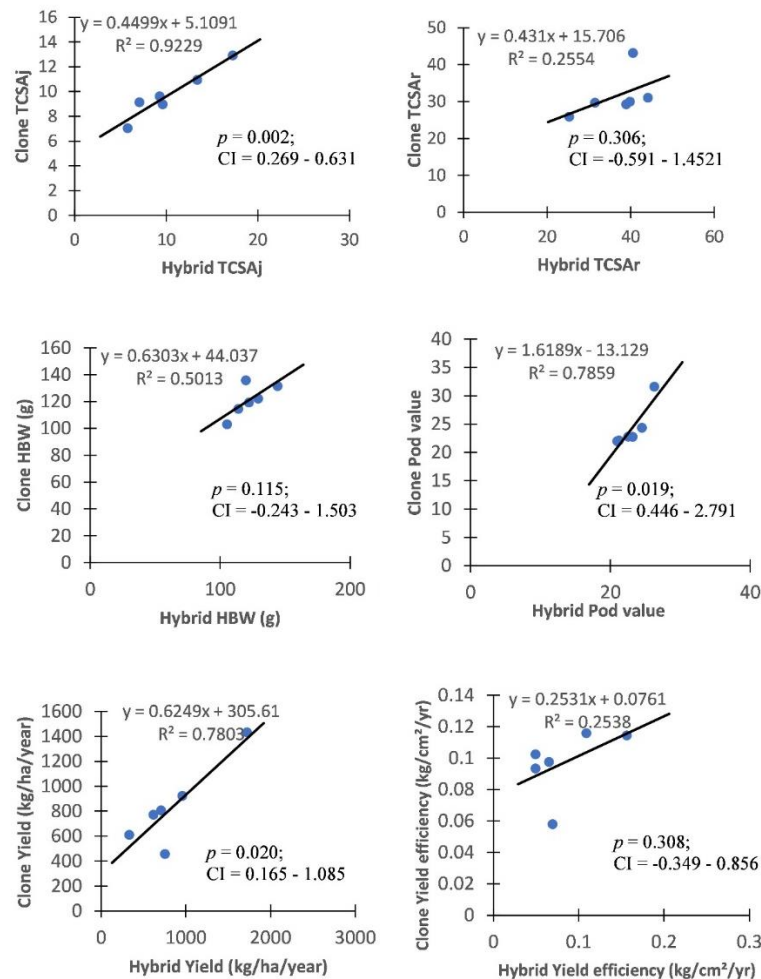 y = 0.4499x + 5.1091
R² = 0.9229
16
14
12
10
8
6
4
2
0
Clone TCSAj
p = 0.002;
CI = 0.269 - 0.631
0
10
20
30
Hybrid TCSAj
y = 0.431x + 15.706
R² = 0.2554
50
40
30
20
10
0
Clone TCSAr
p = 0.306;
CI = -0.591 - 1.4521
0
20
40
60
Hybrid TCSAr
y = 0.6303x + 44.037
R² = 0.5013
160
140
120
100
80
60
40
20
0
Clone HBW (g)
p = 0.115;
CI = -0.243 - 1.503
0
100
200
Hybrid HBW (g)
y = 1.6189x - 13.129
R² = 0.7859
40
35
30
25
20
15
10
5
0
Clone Pod value
p = 0.019;
CI = 0.446 - 2.791
0
20
40
Hybrid Pod value
y = 0.6249x + 305.61
R² = 0.7803
1600
1400
1200
1000
800
600
400
200
0
Clone Yield (kg/ha/year)
p = 0.020;
CI = 0.165 - 1.085
0
1000
2000
3000
Hybrid Yield (kg/ha/year)
y = 0.2531x + 0.0761
R² = 0.2538
0.14
0.12
0.1
0.08
0.06
0.04
0.02
0
Clone Yield efficiency (kg/cm²/yr)
p = 0.308;
CI = -0.349 - 0.856
0
0.1
0.2
0.3
Hybrid Yield efficiency (kg/cm²/yr)